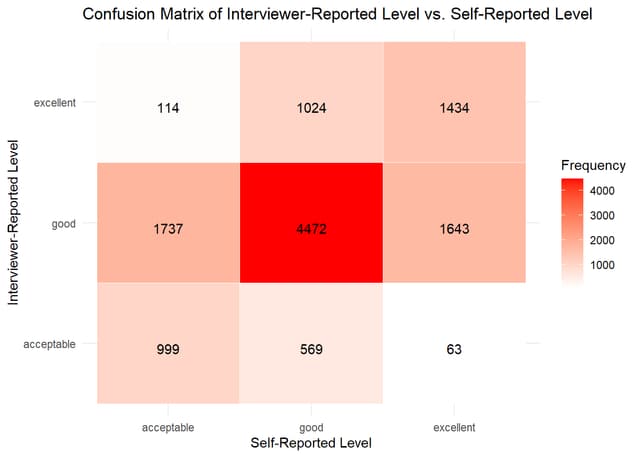 Confusion Matrix of Interviewer-Reported Level vs. Self-Reported Level
Interviewer-Reported Level
excellent
114 1024 1434
good
1737 4472 1643
acceptable
999 569 63
acceptable good excellent
Self-Reported Level
Frequency
4000
3000
2000
1000